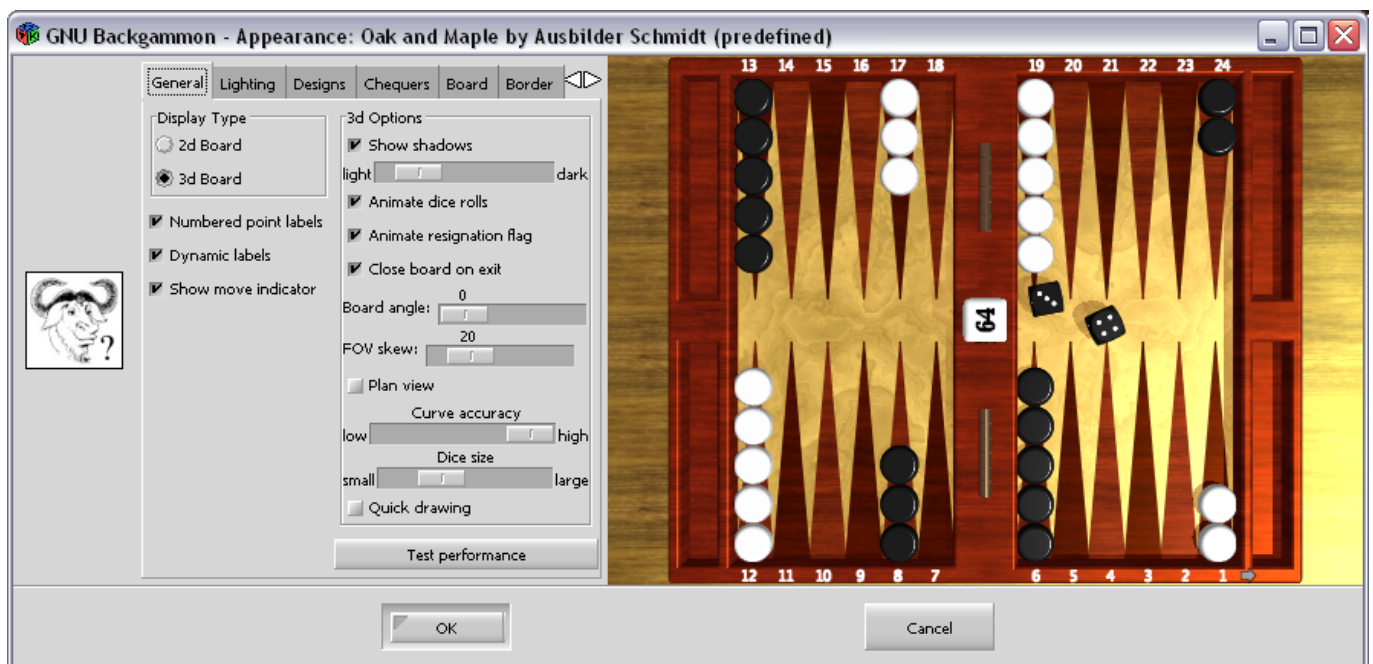 GNU Backgammon - Appearance: Oak and Maple by Ausbilder Schmidt (predefined)
General Lighting Designs Chequers Board Border
Display Type
2d Board
3d Board
Numbered point labels
Dynamic labels
Show move indicator
?
3d Options
Show shadows
light dark
Animate dice rolls
Animate resignation flag
Close board on exit
Board angle: 0
FOV skew: 20
Plan view
Curve accuracy
low high
Dice size
small large
Quick drawing
Test performance
13 14 15 16 17 18 19 20 21 22 23 24
64
12 11 10 9 8 7 6 5 4 3 2 1
OK Cancel